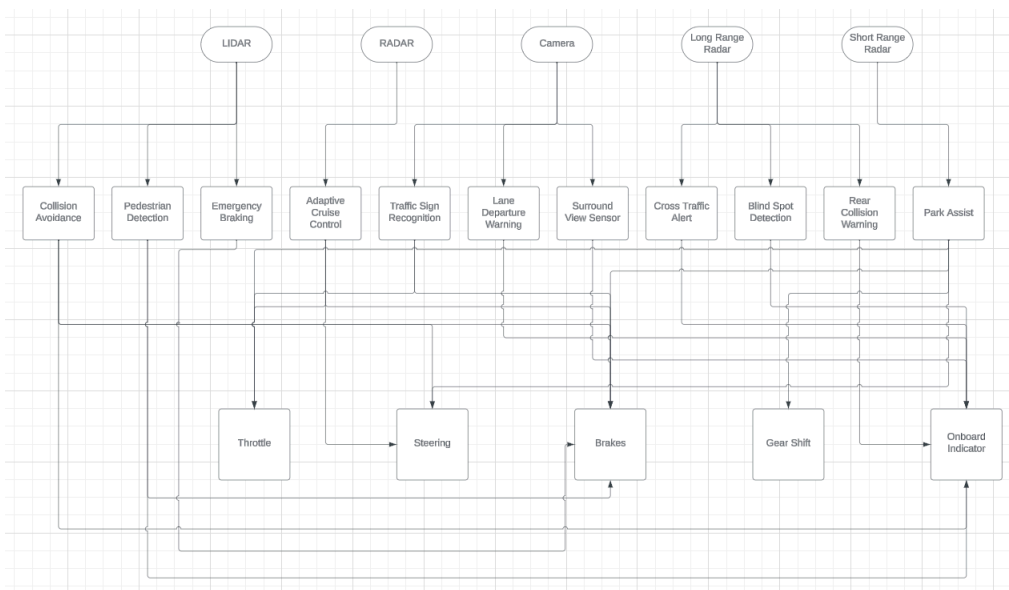 LIDAR
RADAR
Camera
Long Range
Radar
Short Range
Radar
Collision
Avoidance
Pedestrian
Detection
Emergency
Braking
Adaptive
Cruise
Control
Traffic Sign
Recognition
Lane
Departure
Warning
Surround
View Sensor
Cross Traffic
Alert
Blind Spot
Detection
Rear
Collision
Warning
Park Assist
Throttle
Steering
Brakes
Gear Shift
Onboard
Indicator